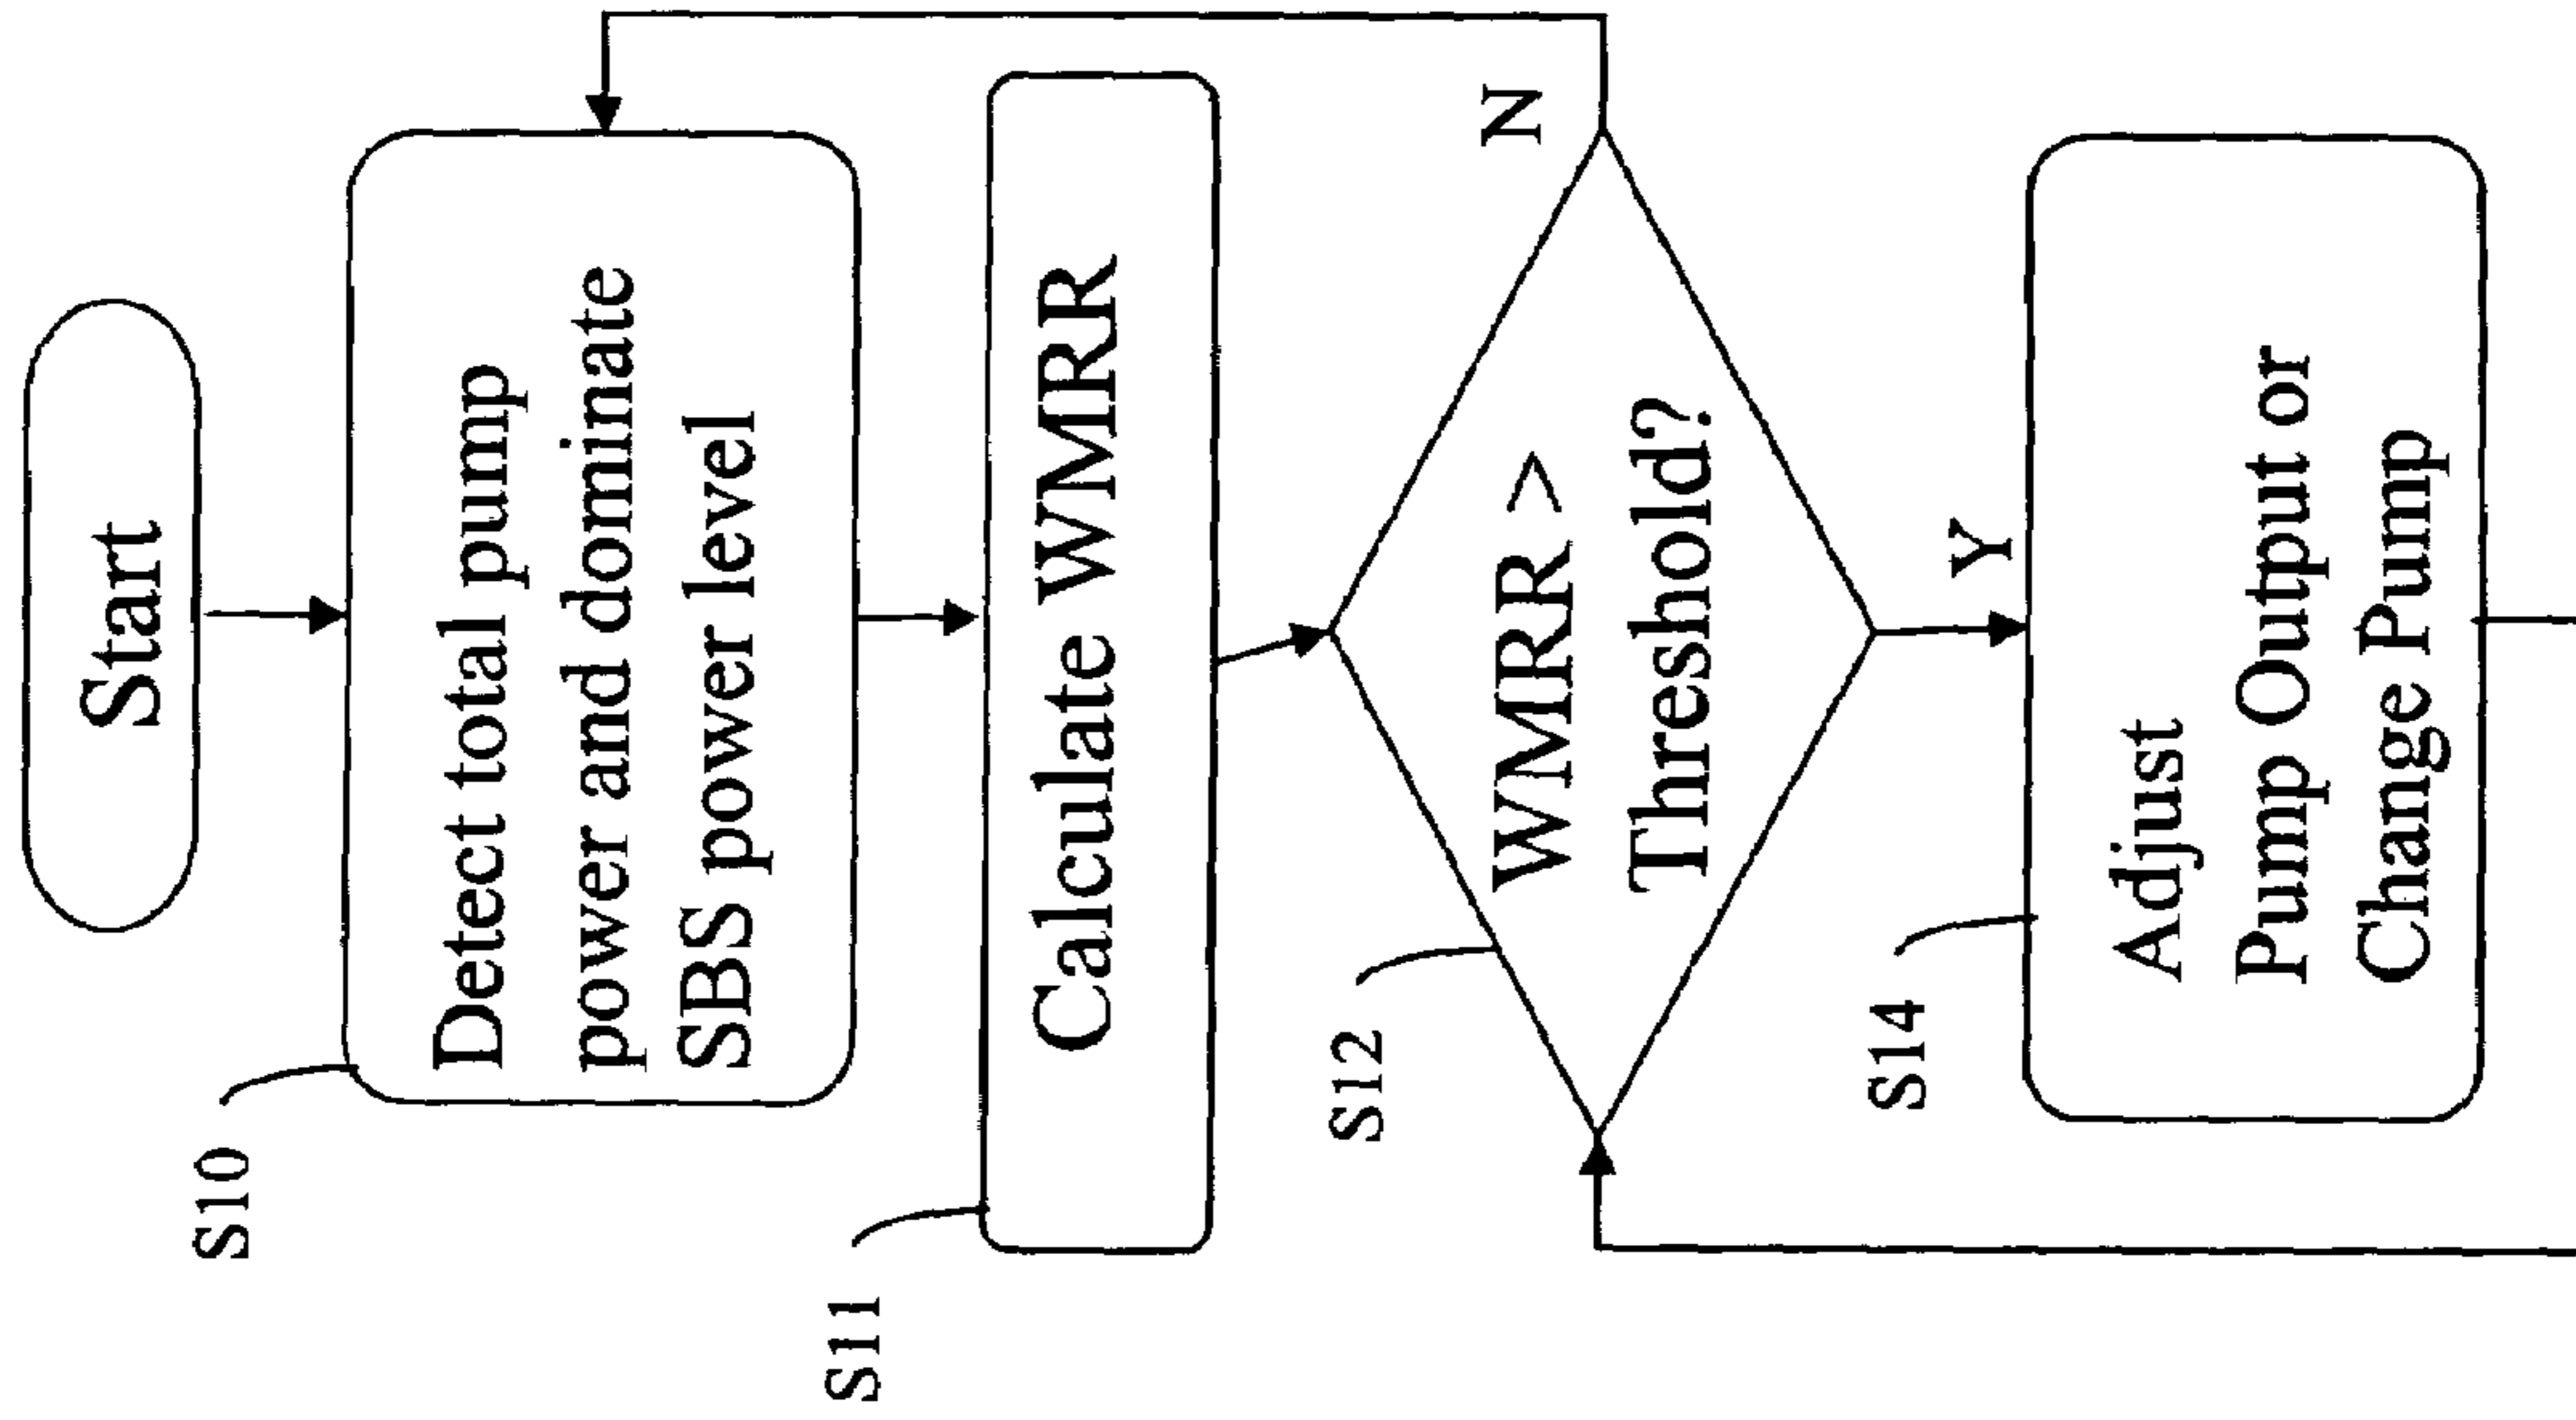 Start
S10
Detect total pump
power and dominate
SBS power level
S11
Calculate WMRR
S12
WMRR >
Threshold?
N
Y
S14
Adjust
Pump Output or
Change Pump